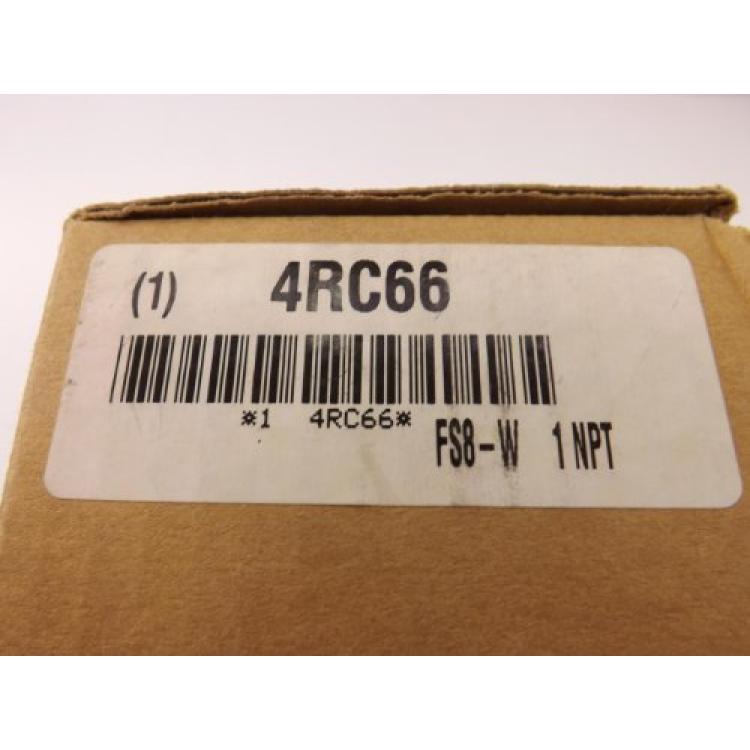 (1) 4RC66
*1 4RC66*
FS8-W 1 NPT